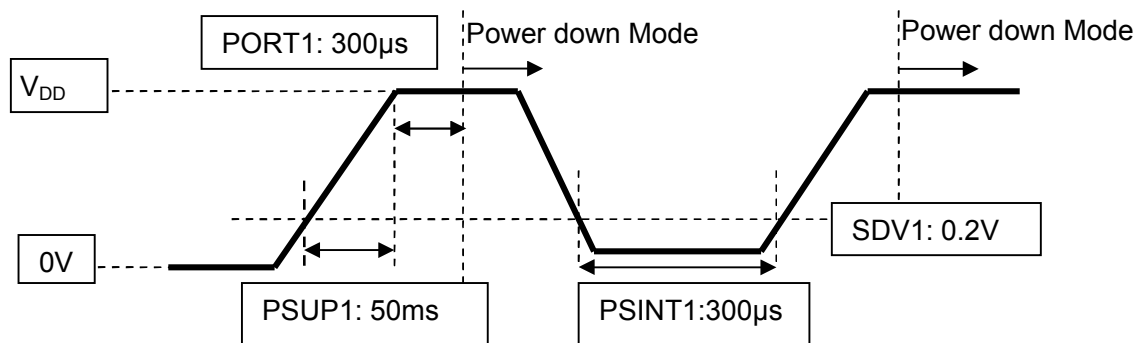 PORT1: 300µs
Power down Mode
Power down Mode
VDD
SDV1: 0.2V
0V
PSUP1: 50ms
PSINT1:300µs